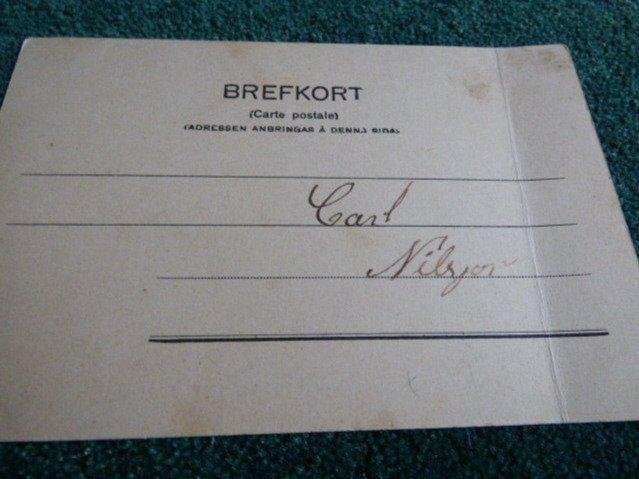 BREFKORT
(Carte postale)
(ADRESSEN ANBRINGAS Å DENNA SIDA)
Carl
Nilsson